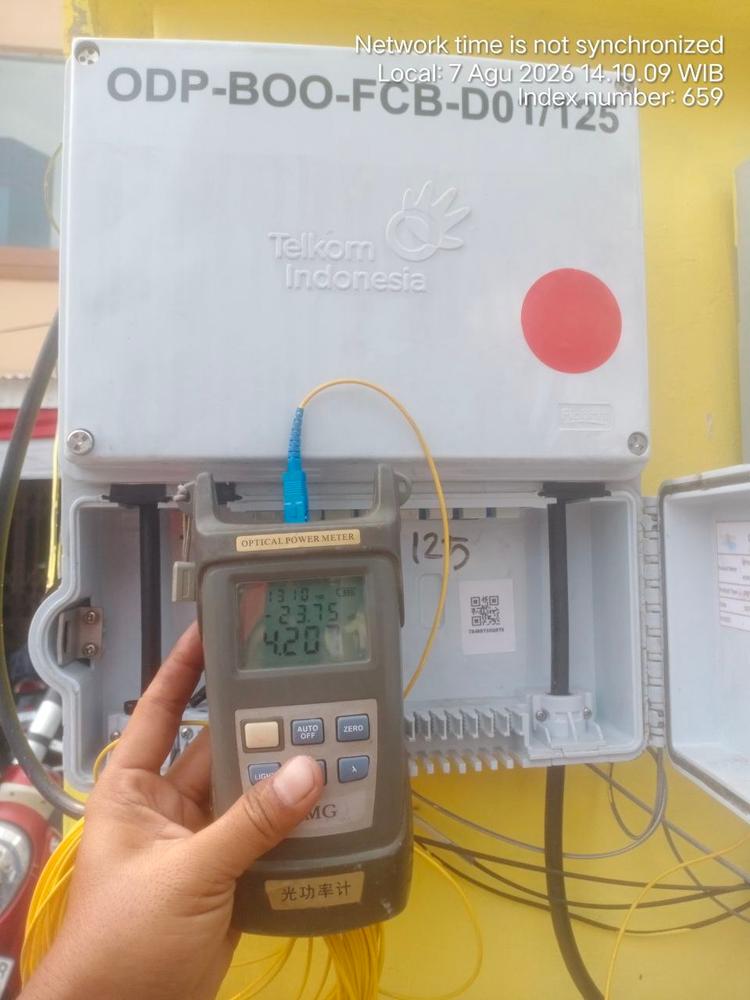 Network time is not synchronized
Local: 7 Agu 2026 14.10.09 WIB
Index number: 659
ODP-BOO-FCB-D01/125
Telkom
Indonesia
OPTICAL POWER METER
125
1310
-23.75
4.20
AUTO
OFF
ZERO
LIGHT
λ
MG
光功率计